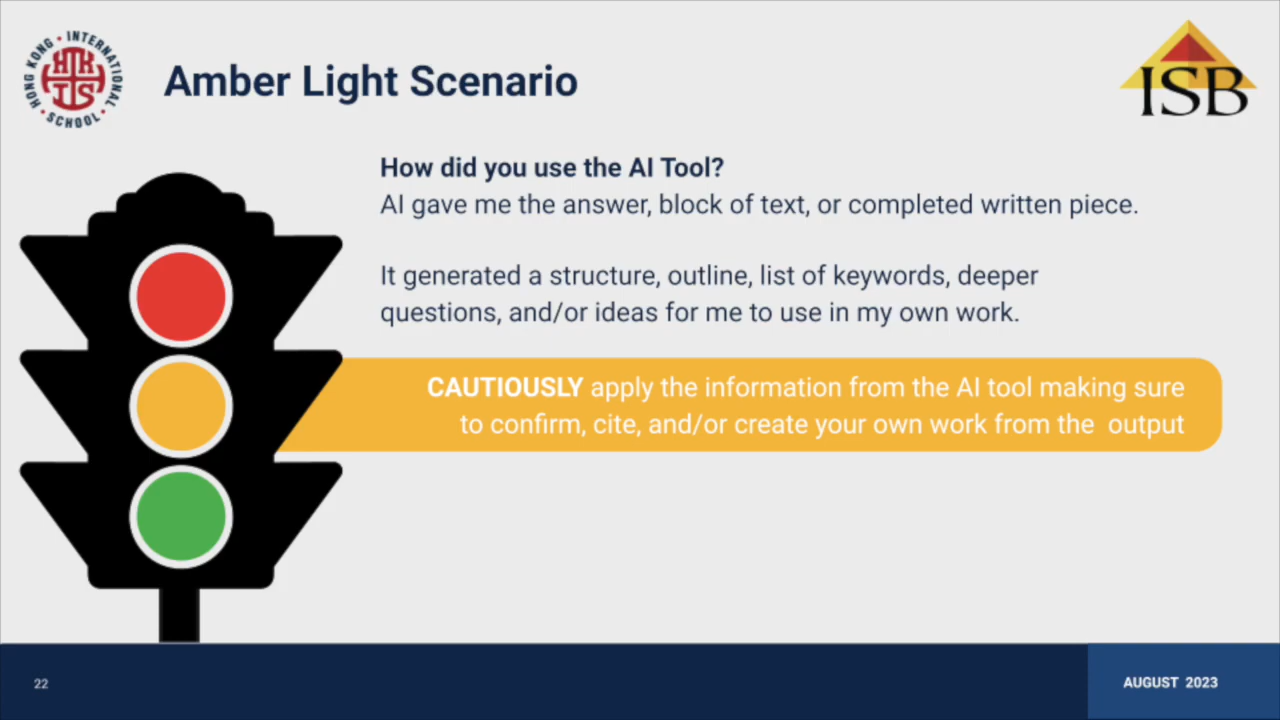 HONG KONG • INTERNATIONAL • SCHOOL •
HKIS
Amber Light Scenario
ISB
How did you use the AI Tool?
AI gave me the answer, block of text, or completed written piece.
It generated a structure, outline, list of keywords, deeper
questions, and/or ideas for me to use in my own work.
CAUTIOUSLY apply the information from the AI tool making sure
to confirm, cite, and/or create your own work from the output
22
AUGUST 2023